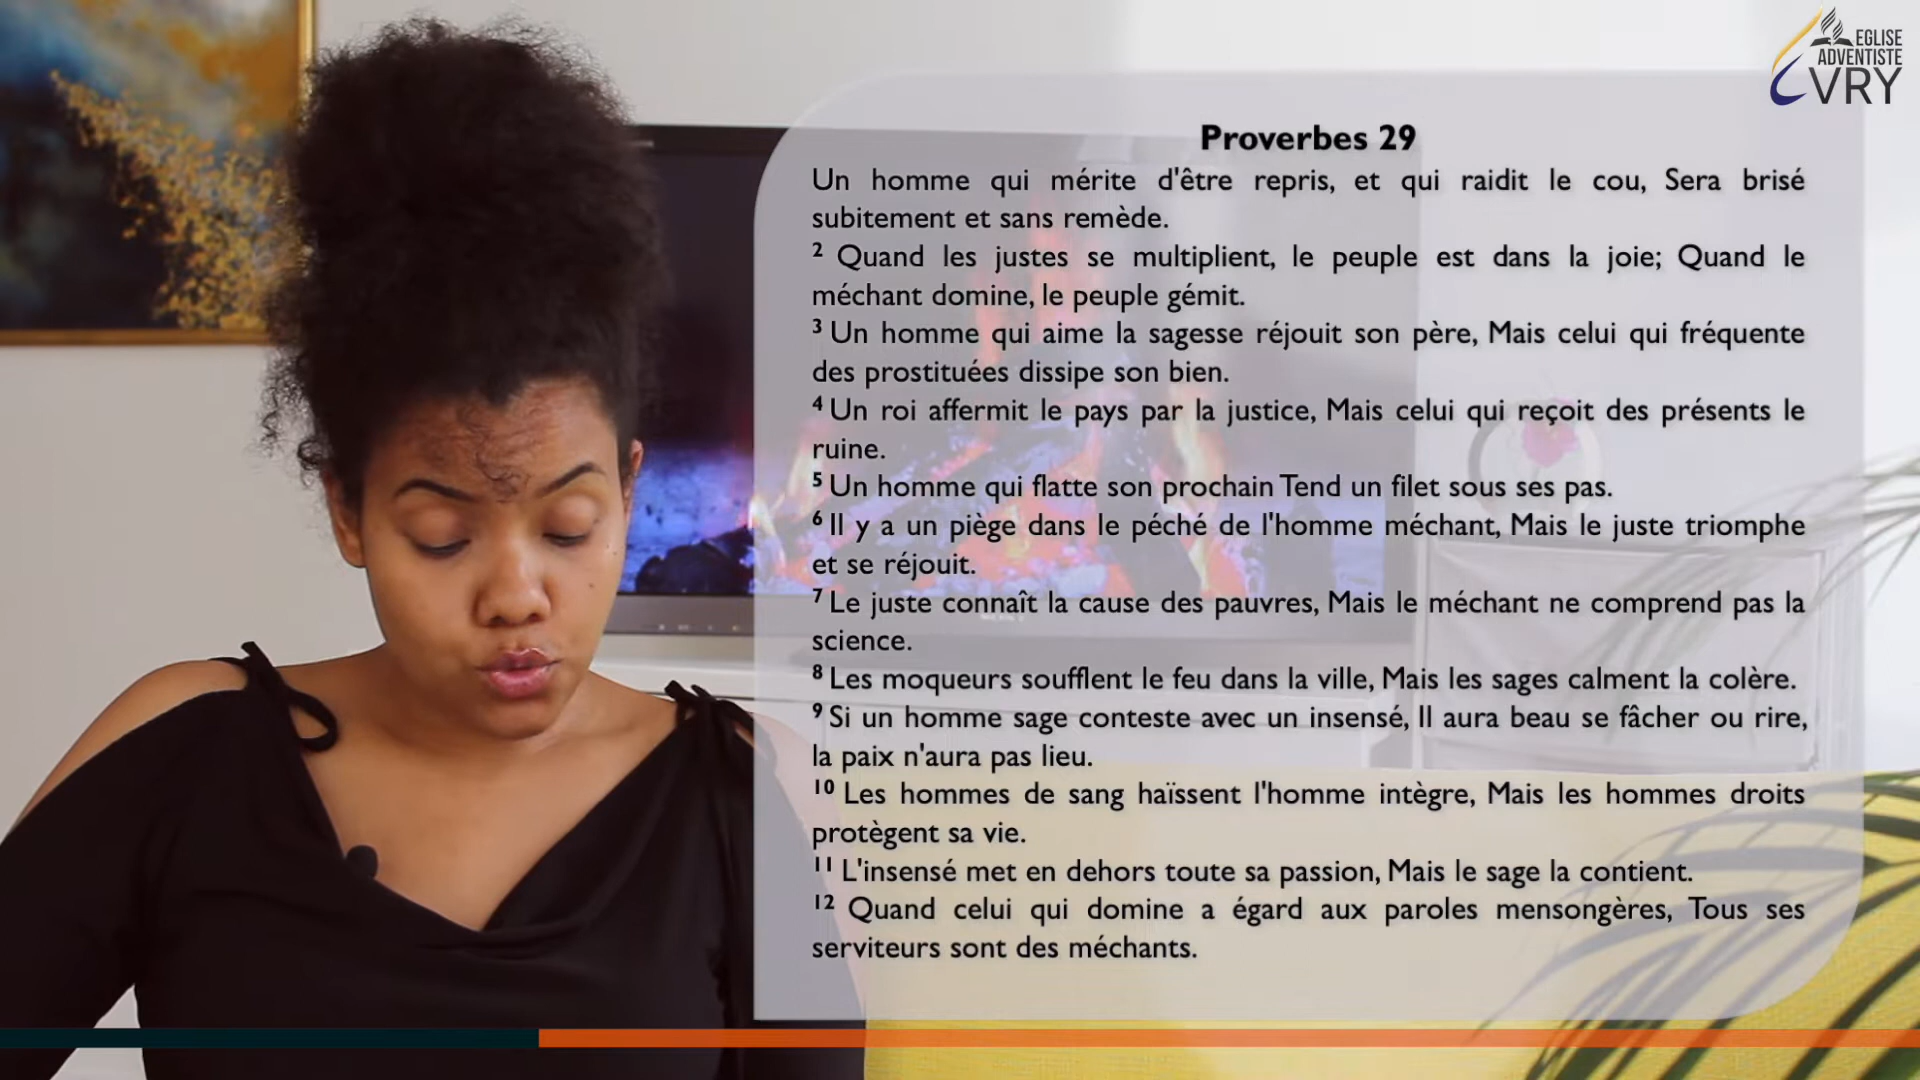 EGLISE
ADVENTISTE
VRY
Proverbes 29
Un homme qui mérite d'être repris, et qui raidit le cou, Sera brisé
subitement et sans remède.
2 Quand les justes se multiplient, le peuple est dans la joie; Quand le
méchant domine, le peuple gémit.
3 Un homme qui aime la sagesse réjouit son père, Mais celui qui fréquente
des prostituées dissipe son bien.
4 Un roi affermit le pays par la justice, Mais celui qui reçoit des présents le
ruine.
5 Un homme qui flatte son prochain Tend un filet sous ses pas.
6 Il y a un piège dans le péché de l'homme méchant, Mais le juste triomphe
et se réjouit.
7 Le juste connaît la cause des pauvres, Mais le méchant ne comprend pas la
science.
8 Les moqueurs soufflent le feu dans la ville, Mais les sages calment la colère.
9 Si un homme sage conteste avec un insensé, Il aura beau se fâcher ou rire,
la paix n'aura pas lieu.
10 Les hommes de sang haïssent l'homme intègre, Mais les hommes droits
protègent sa vie.
11 L'insensé met en dehors toute sa passion, Mais le sage la contient.
12 Quand celui qui domine a égard aux paroles mensongères, Tous ses
serviteurs sont des méchants.